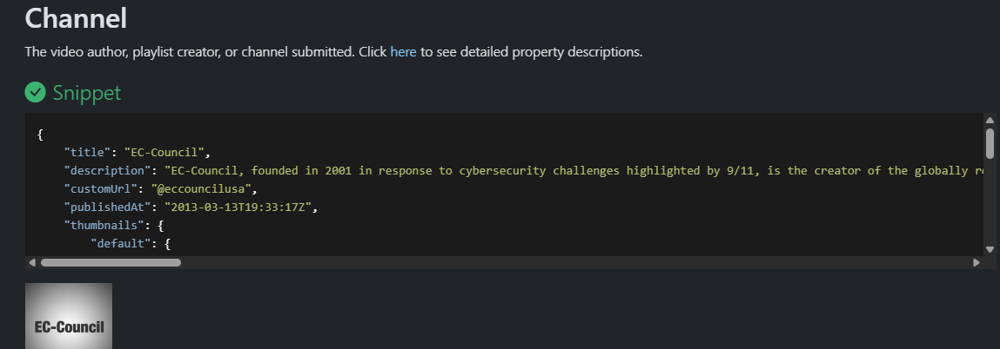 Channel
The video author, playlist creator, or channel submitted. Click here to see detailed property descriptions.
Snippet
{
    "title": "EC-Council",
    "description": "EC-Council, founded in 2001 in response to cybersecurity challenges highlighted by 9/11, is the creator of the globally
    "customUrl": "@eccouncilusa",
    "publishedAt": "2013-03-13T19:33:17Z",
    "thumbnails": {
        "default": {
EC-Council